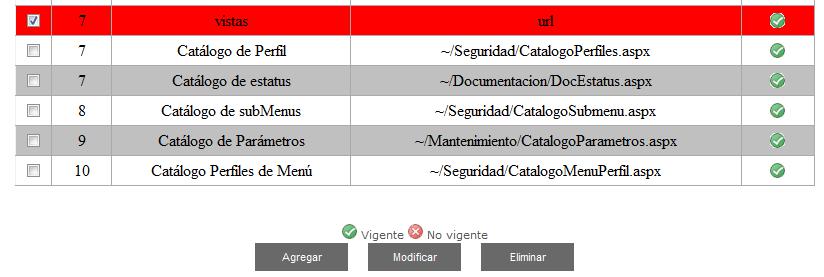 7 vistas url
7 Catálogo de Perfil ~/Seguridad/CatalogoPerfiles.aspx
7 Catálogo de estatus ~/Documentacion/DocEstatus.aspx
8 Catálogo de subMenus ~/Seguridad/CatalogoSubmenu.aspx
9 Catálogo de Parámetros ~/Mantenimiento/CatalogoParametros.aspx
10 Catálogo Perfiles de Menú ~/Seguridad/CatalogoMenuPerfil.aspx
Vigente No vigente
Agregar Modificar Eliminar